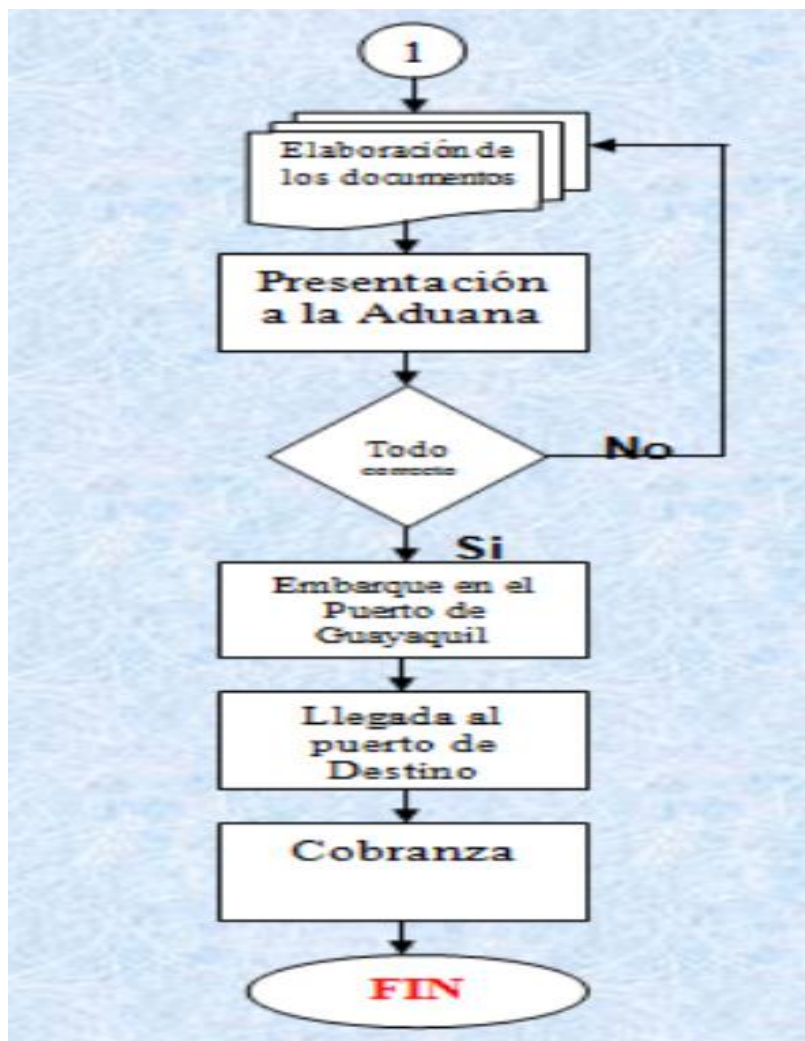 1
Elaboración de
los documentos
Presentación
a la Aduana
Todo
correcto
No
Si
Embarque en el
Puerto de
Guayaquil
Llegada al
puerto de
Destino
Cobranza
FIN